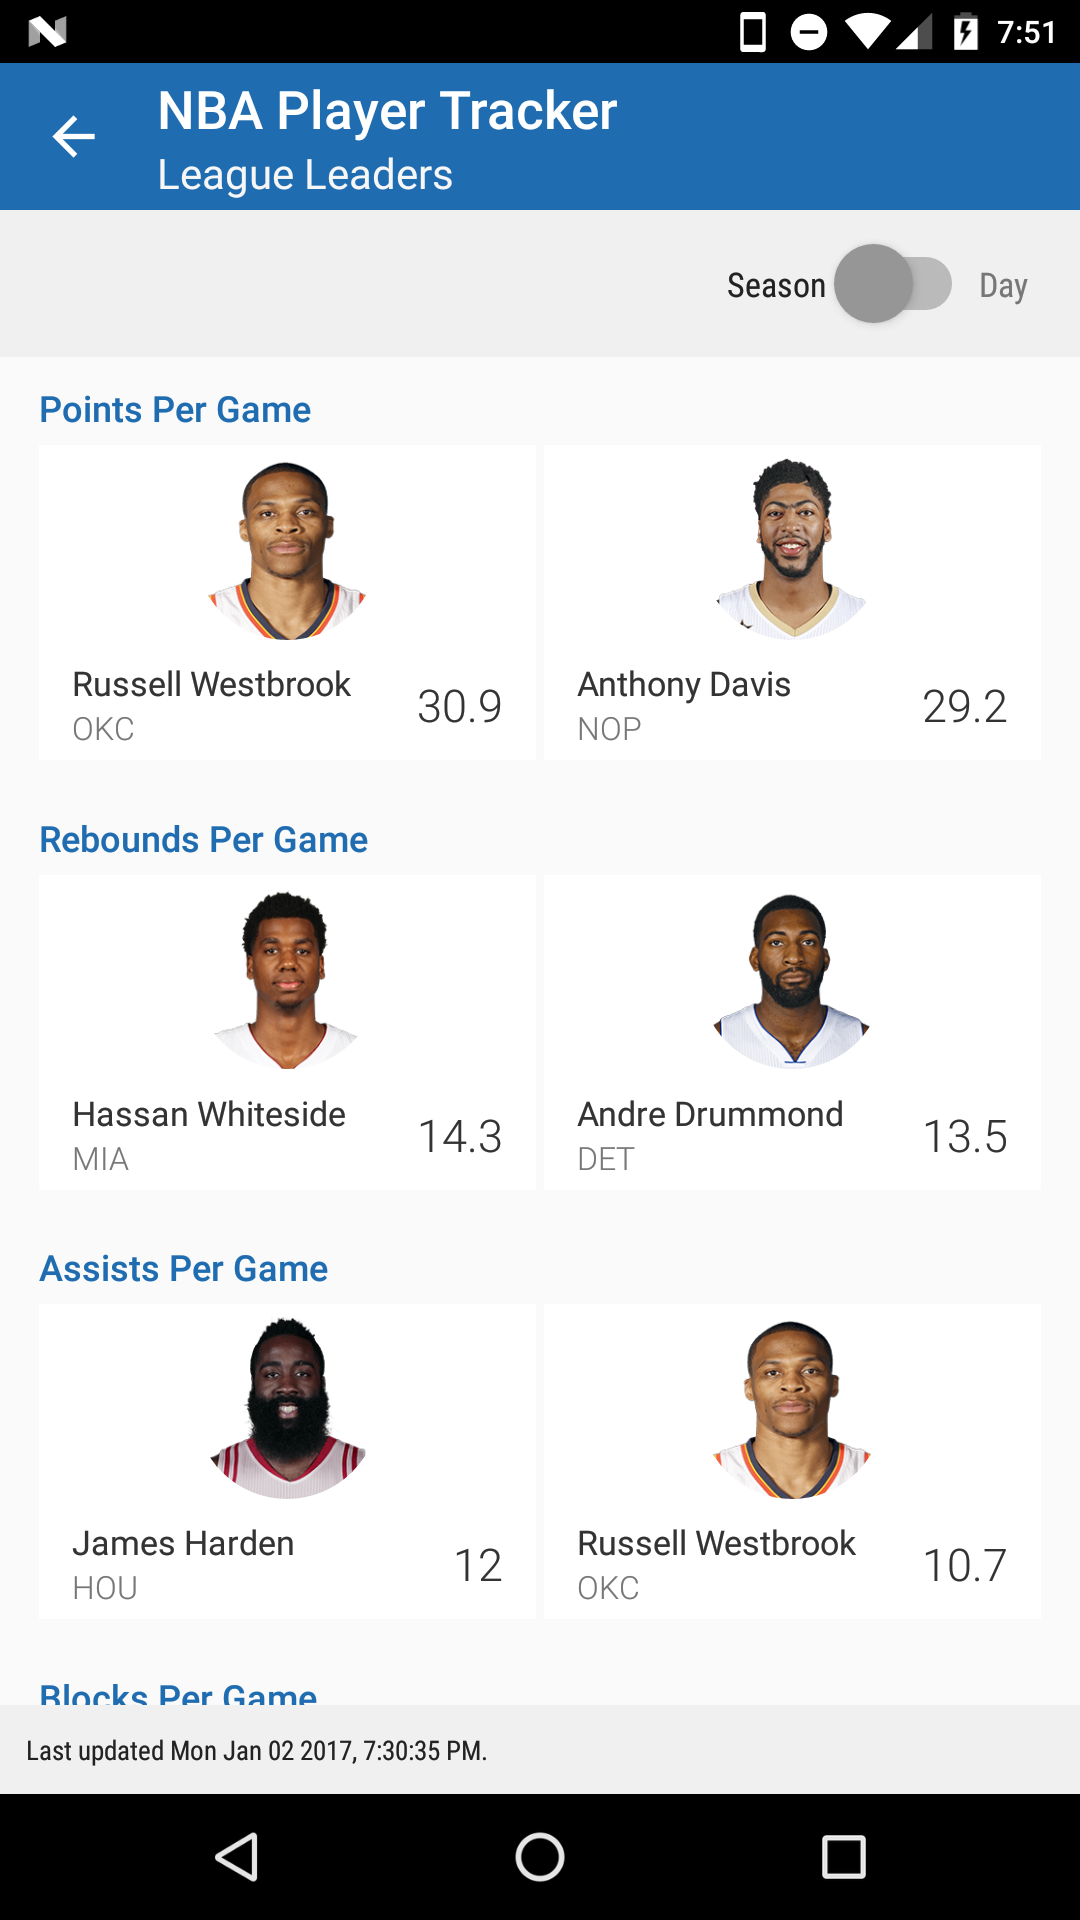 7:51
NBA Player Tracker
League Leaders
Season Day
Points Per Game
Russell Westbrook
OKC
30.9
Anthony Davis
NOP
29.2
Rebounds Per Game
Hassan Whiteside
MIA
14.3
Andre Drummond
DET
13.5
Assists Per Game
James Harden
HOU
12
Russell Westbrook
OKC
10.7
Blocks Per Game
Last updated Mon Jan 02 2017, 7:30:35 PM.